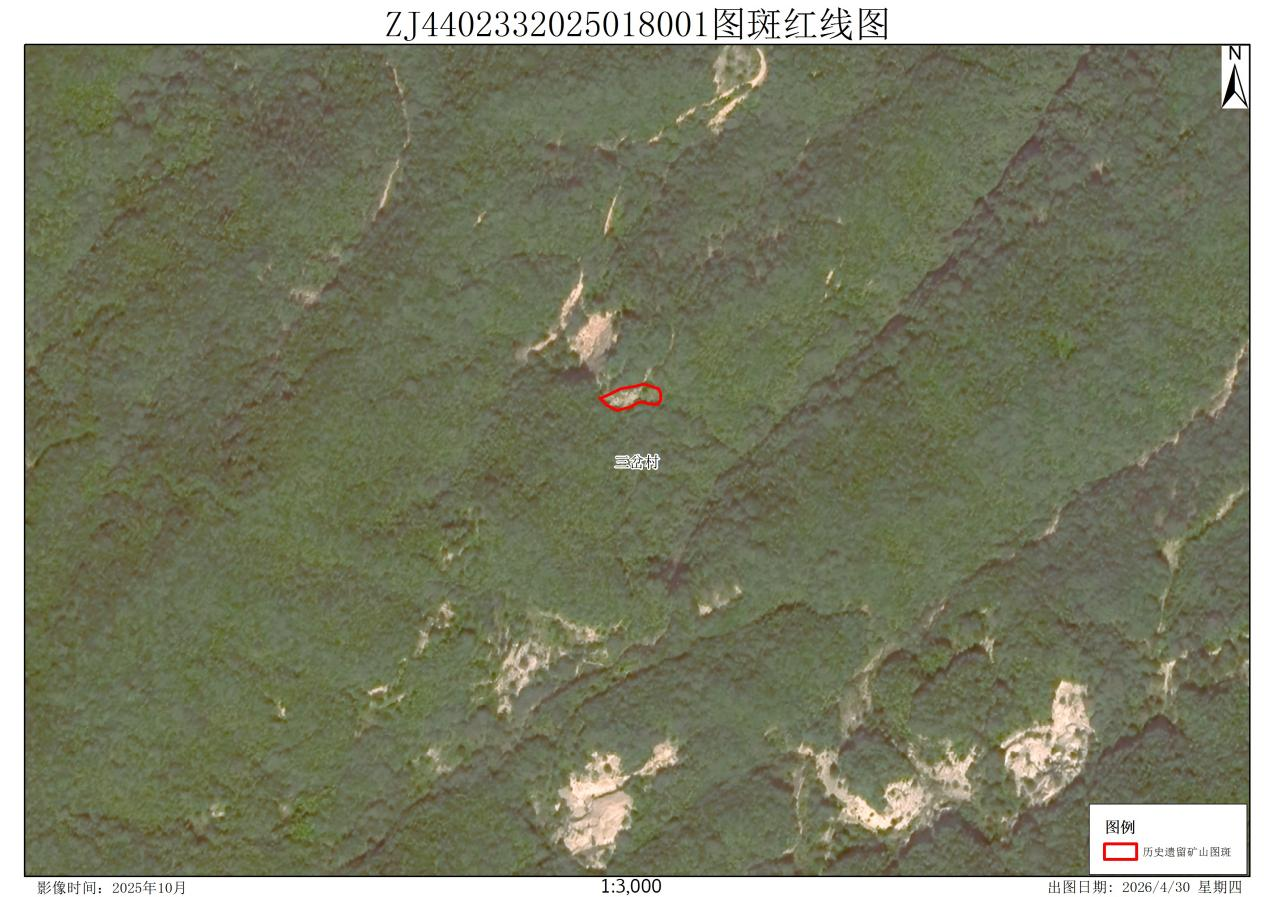 ZJ4402332025018001图斑红线图
N
三岔村
图例
历史遗留矿山图斑
影像时间: 2025年10月
1:3,000
出图日期: 2026/4/30 星期四